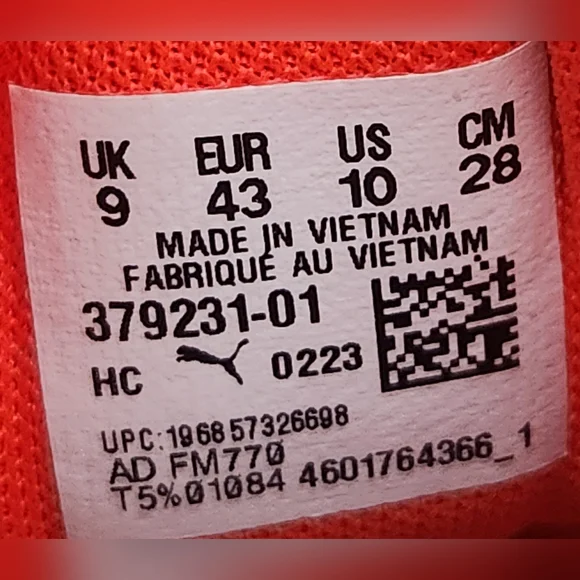 UK EUR US CM
9 43 10 28
MADE IN VIETNAM
FABRIQUÉ AU VIETNAM
379231-01
HC 0223
UPC:196857326698
AD FM770
T5%01084 4601764366_1